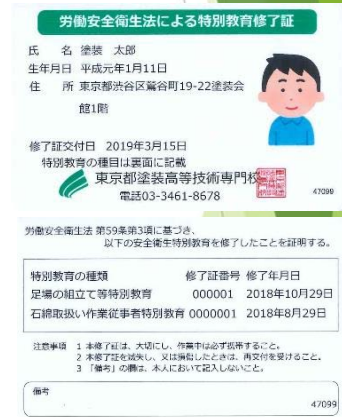 労働安全衛生法による特別教育修了証
氏　名 塗装 太郎
生年月日 平成元年1月11日
住　所 東京都渋谷区鶯谷町19-22塗装会
館1階
修了証交付日 2019年3月15日
特別教育の種目は裏面に記載
東京都塗装高等技術専門校
電話03-3461-8678
47099
労働安全衛生法 第59条第3項に基づき、
以下の安全衛生特別教育を修了したことを証明する。
特別教育の種類 修了証番号 修了年月日
足場の組立て等特別教育 000001 2018年10月29日
石綿取扱い作業従事者特別教育 0000001 2018年8月29日
注意事項 1 本修了証は、大切にし、作業中は必ず携帯すること。
2 本修了証を滅失し、又は損傷したときは、再交付を受けること。
3 「備考」の欄は、本人において記入しないこと。
備考
47099